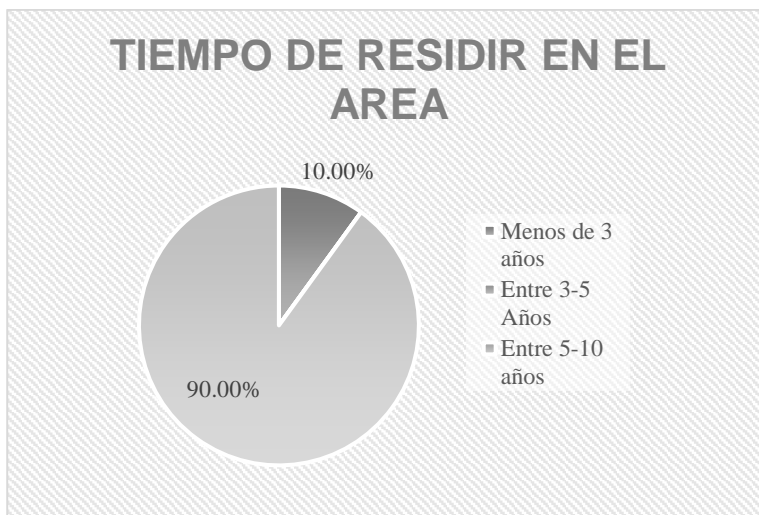 TIEMPO DE RESIDIR EN EL
AREA
10.00%
90.00%
Menos de 3
años
Entre 3-5
Años
Entre 5-10
años